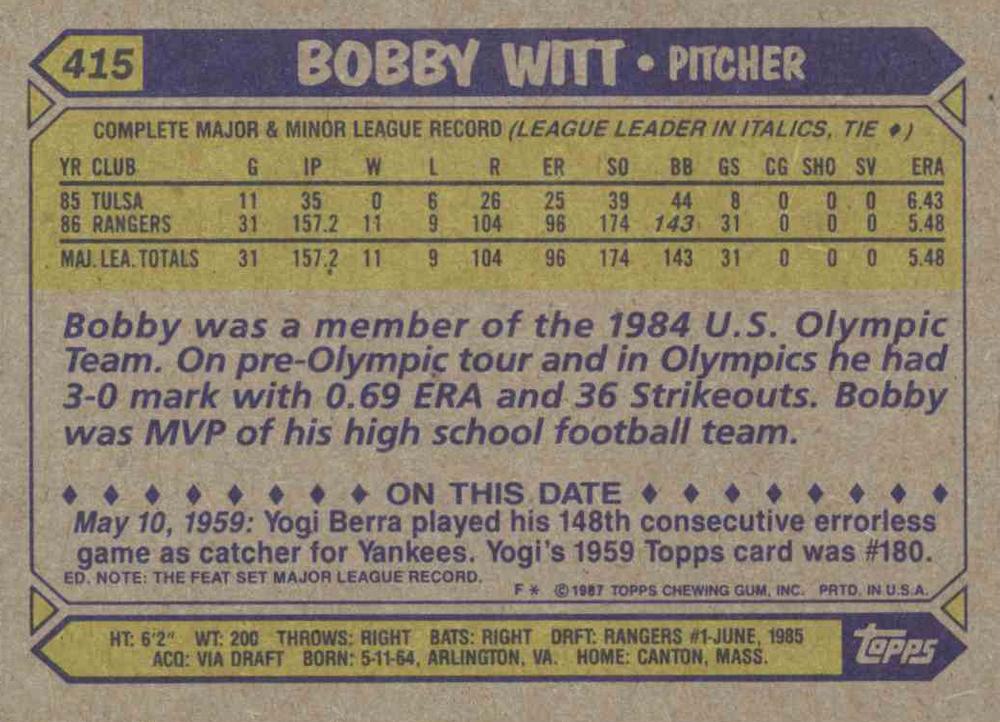 415 BOBBY WITT • PITCHER
COMPLETE MAJOR & MINOR LEAGUE RECORD (LEAGUE LEADER IN ITALICS, TIE ♦)
YR CLUB G IP W L R ER SO BB GS CG SHO SV ERA
85 TULSA 11 35 0 6 26 25 39 44 8 0 0 0 6.43
86 RANGERS 31 157.2 11 9 104 96 174 143 31 0 0 0 5.48
MAJ. LEA. TOTALS 31 157.2 11 9 104 96 174 143 31 0 0 0 5.48
Bobby was a member of the 1984 U.S. Olympic
Team. On pre-Olympic tour and in Olympics he had
3-0 mark with 0.69 ERA and 36 Strikeouts. Bobby
was MVP of his high school football team.
♦ ♦ ♦ ♦ ♦ ♦ ♦ ♦ ON THIS DATE ♦ ♦ ♦ ♦ ♦ ♦ ♦ ♦
May 10, 1959: Yogi Berra played his 148th consecutive errorless
game as catcher for Yankees. Yogi's 1959 Topps card was #180.
ED. NOTE: THE FEAT SET MAJOR LEAGUE RECORD.
F * © 1987 TOPPS CHEWING GUM, INC. PRTD. IN U.S.A.
HT: 6'2" WT: 200 THROWS: RIGHT BATS: RIGHT DRFT: RANGERS #1-JUNE, 1985
ACQ: VIA DRAFT BORN: 5-11-64, ARLINGTON, VA. HOME: CANTON, MASS.
topps